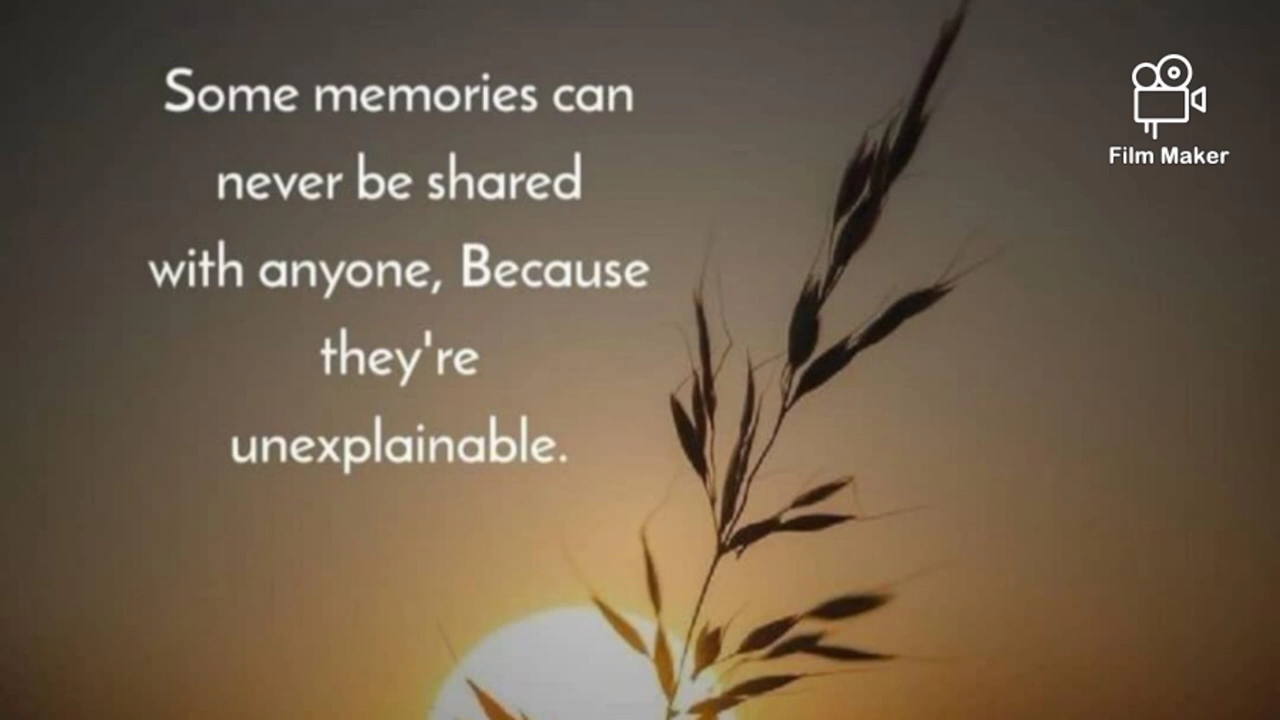 Some memories can
never be shared
with anyone, Because
they're
unexplainable.
Film Maker